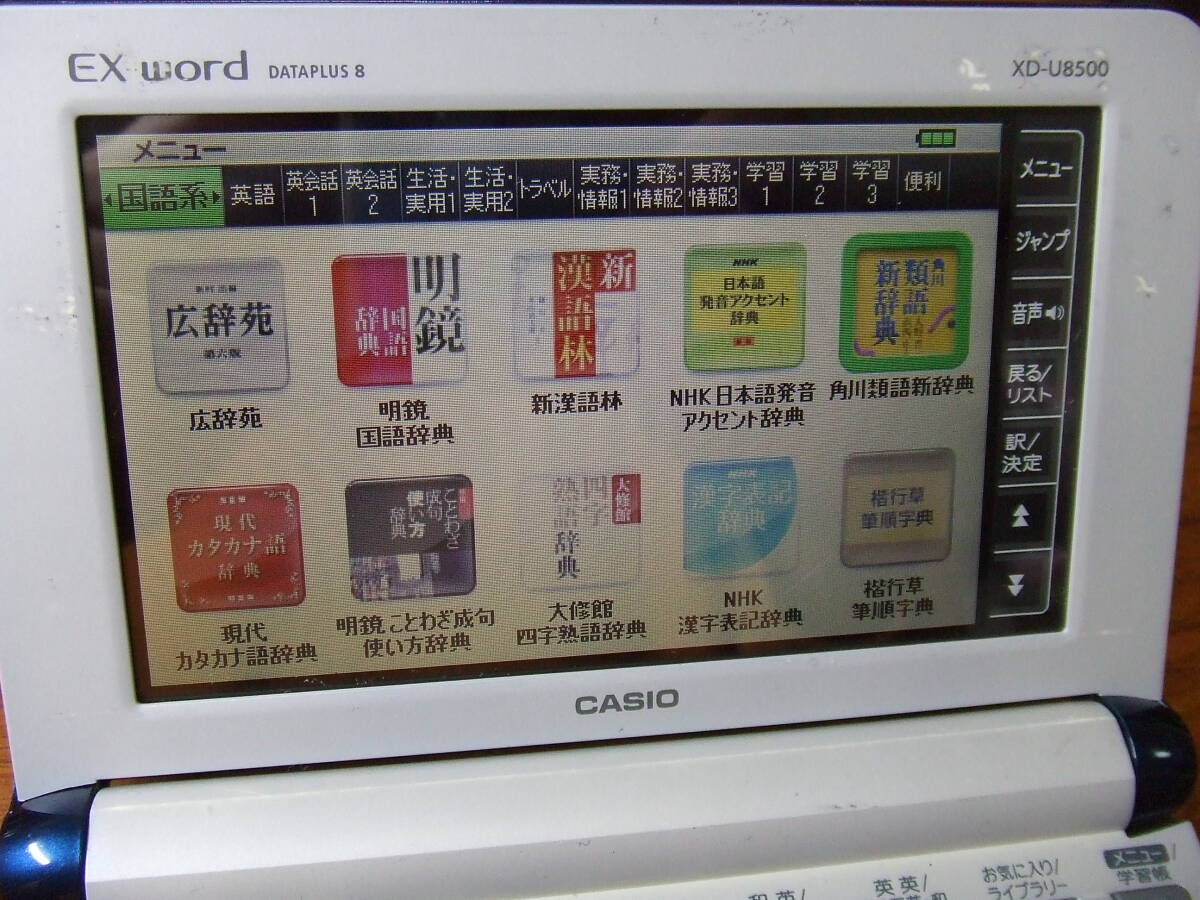 EX-word DATAPLUS 8
XD-U8500
メニュー
国語系
英語
英会話
1
英会話
2
生活・
実用1
生活・
実用2
トラベル
実務・
情報1
実務・
情報2
実務・
情報3
学習
1
学習
2
学習
3
便利
広辞苑
第六版
広辞苑
明鏡
国語
辞典
明鏡
国語辞典
新
漢語林
新漢語林
NHK
日本語
発音アクセント
辞典
NHK日本語発音
アクセント辞典
角川
類語
新辞典
角川類語新辞典
現代
カタカナ語
辞典
現代
カタカナ語辞典
ことわざ
成句
使い方
辞典
明鏡ことわざ成句
使い方辞典
大修館
四字
熟語辞典
大修館
四字熟語辞典
NHK
漢字表記
辞典
NHK
漢字表記辞典
楷行草
筆順字典
楷行草
筆順字典
メニュー
ジャンプ
音声
戻る/
リスト
訳/
決定
CASIO
英英/
お気に入り/
ライブラリー
メニュー/
学習帳